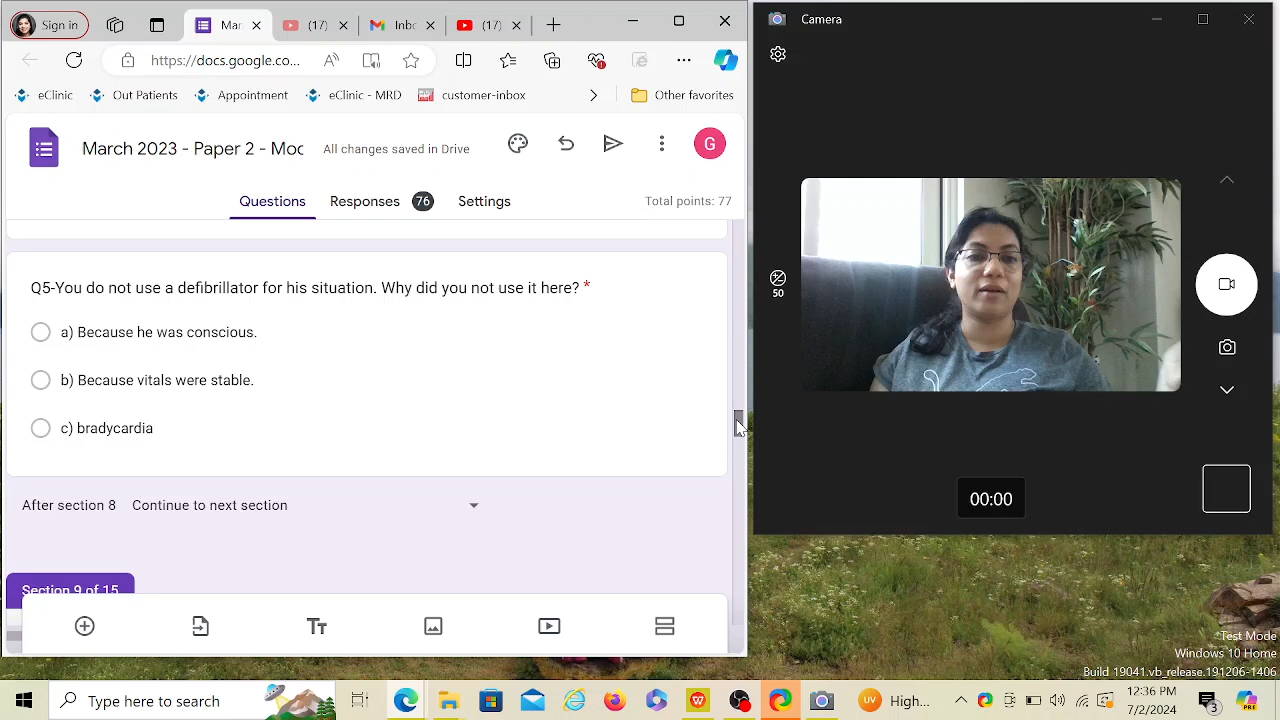 Sign in
Mar
(17)
Inbc
(17)
https://docs.google.co...
eClinic
Out Patients
Appointment
eClinic - MRD
customer-inbox
Other favorites
March 2023 - Paper 2 - Moc
All changes saved in Drive
G
Questions
Responses
76
Settings
Total points: 77
Q5-You do not use a defibrillator for his situation. Why did you not use it here? *
a) Because he was conscious.
b) Because vitals were stable.
c) bradycardia
After section 8
Continue to next section
Section 9 of 15
Camera
50
00:00
Test Mode
Windows 10 Home
Build 19041.vb_release.191206-1406
Type here to search
UV
High...
12:36 PM
7/2/2024
3